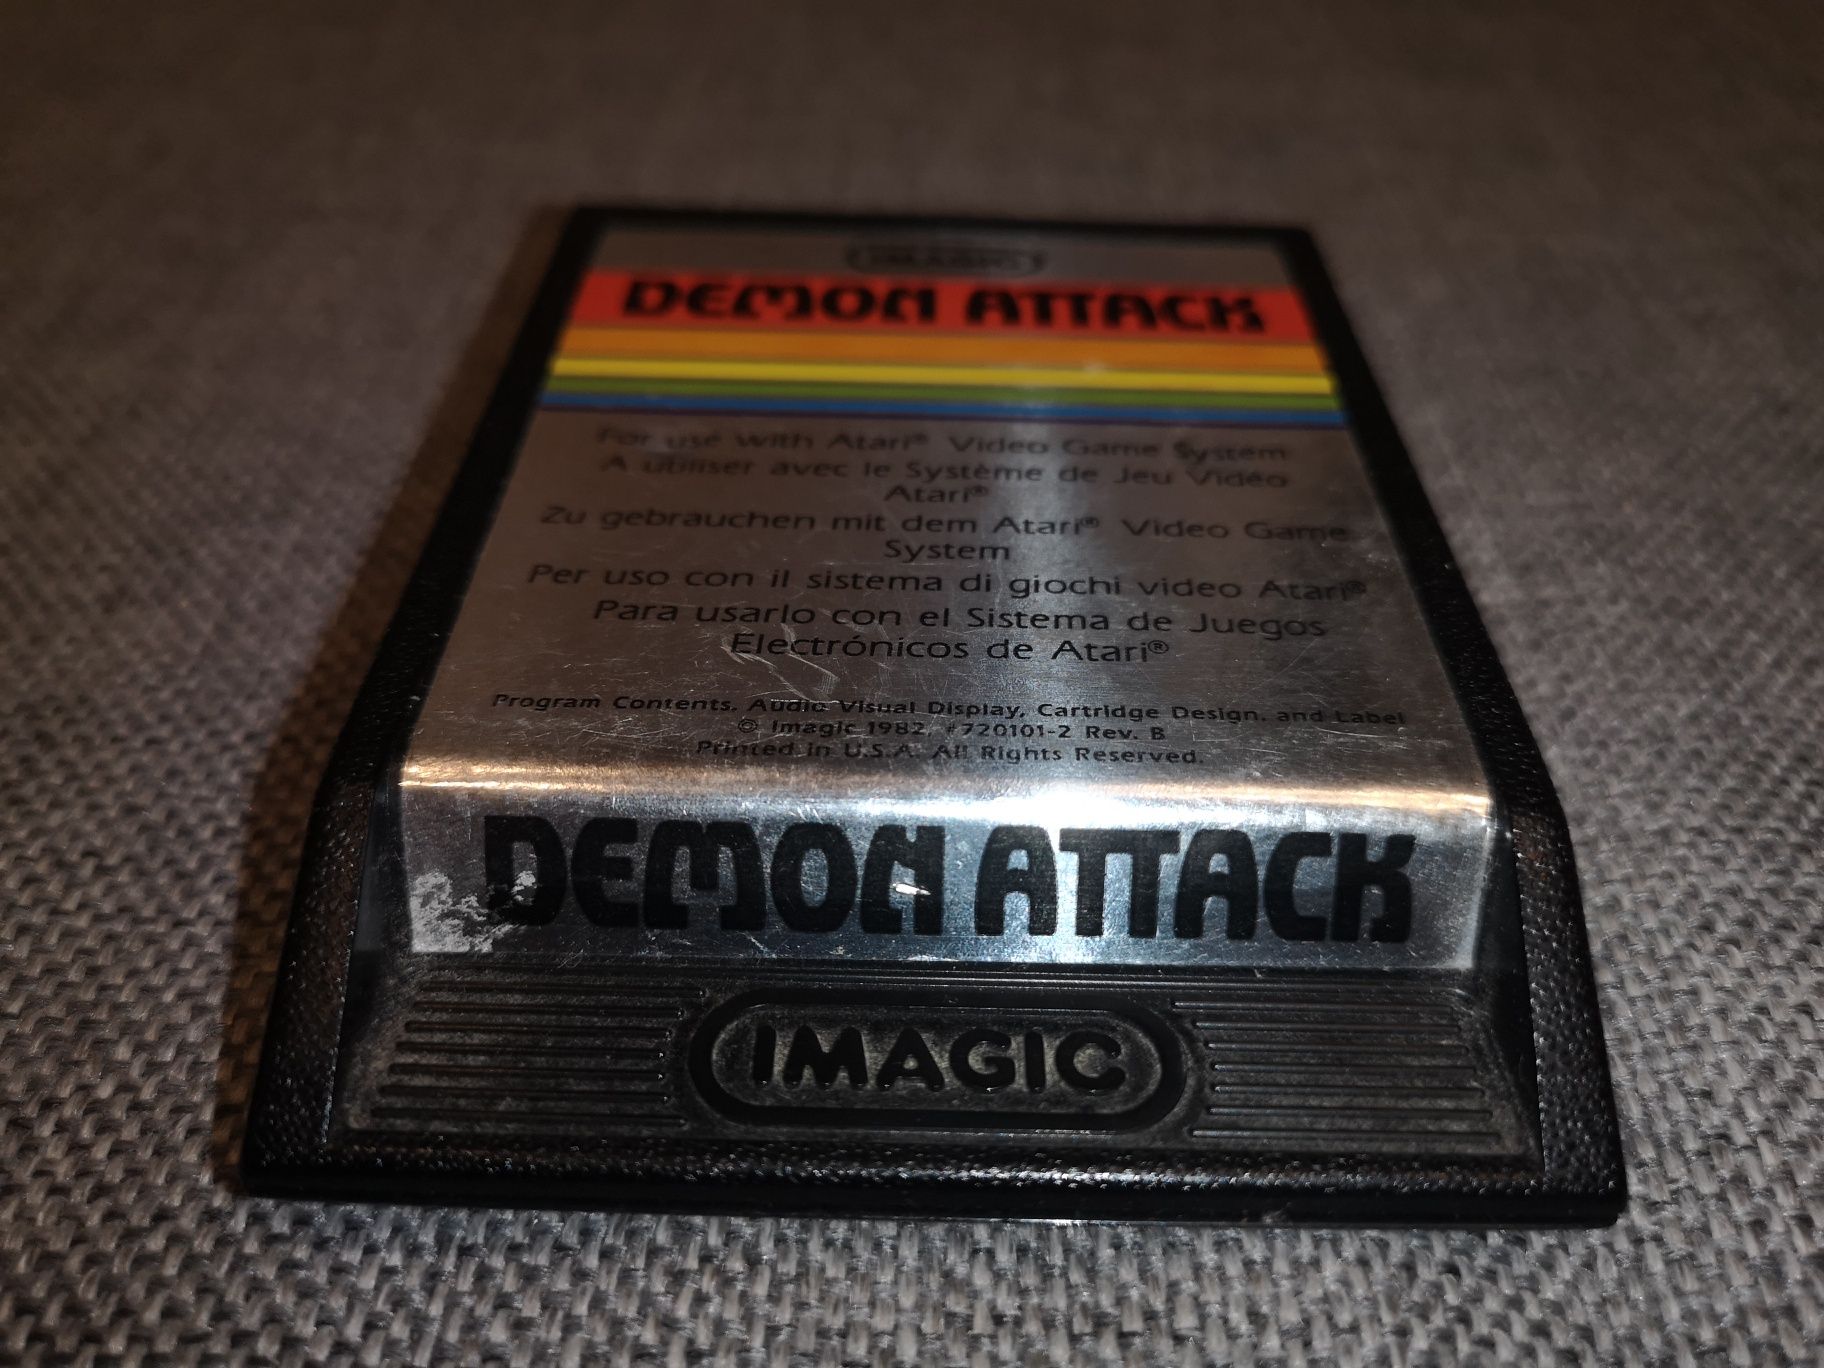 IMAGIC
DEMON ATTACK
For use with Atari® Video Game System
A utiliser avec le Système de Jeu Vidéo
Atari®
Zu gebrauchen mit dem Atari® Video Game
System
Per uso con il sistema di giochi video Atari®
Para usarlo con el Sistema de Juegos
Electrónicos de Atari®
Program Contents, Audio Visual Display, Cartridge Design, and Label
© Imagic 1982, #720101-2 Rev. B
Printed in U.S.A. All Rights Reserved.
DEMON ATTACK
IMAGIC